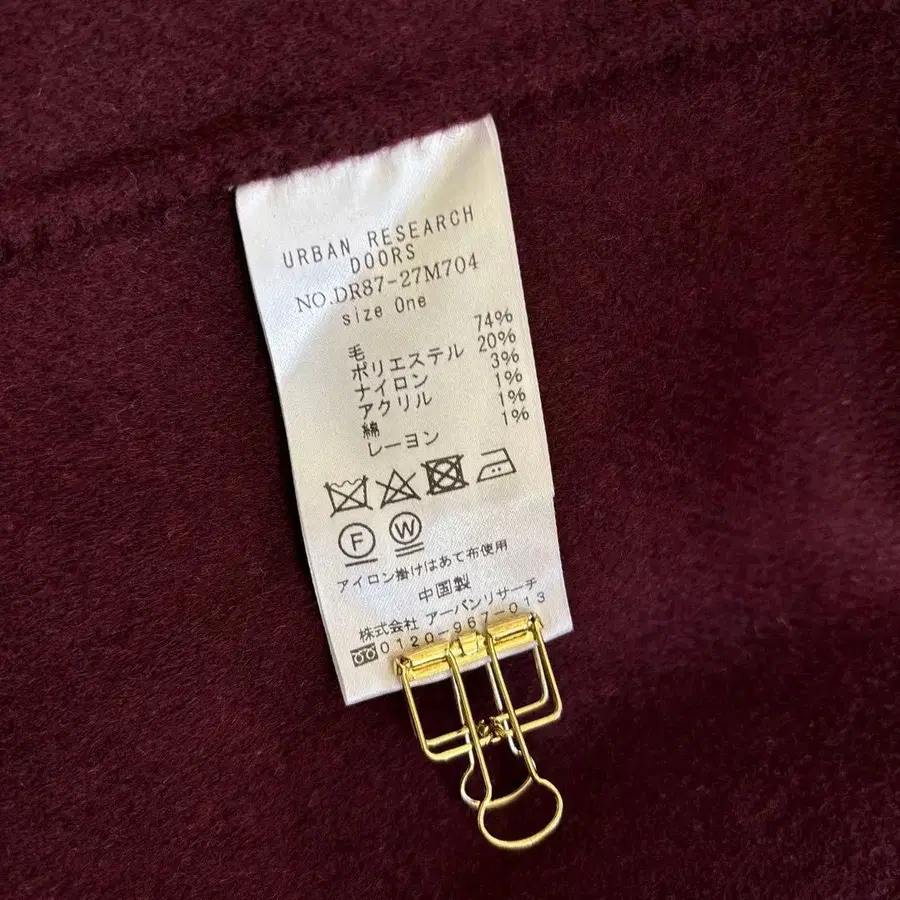 URBAN RESEARCH
DOORS
NO.DR87-27M704
size One
毛 74%
ポリエステル 20%
ナイロン 3%
アクリル 1%
綿 1%
レーヨン 1%
F W
アイロン掛けはあて布使用
中国製
株式会社 アーバンリサーチ
0120-967-013